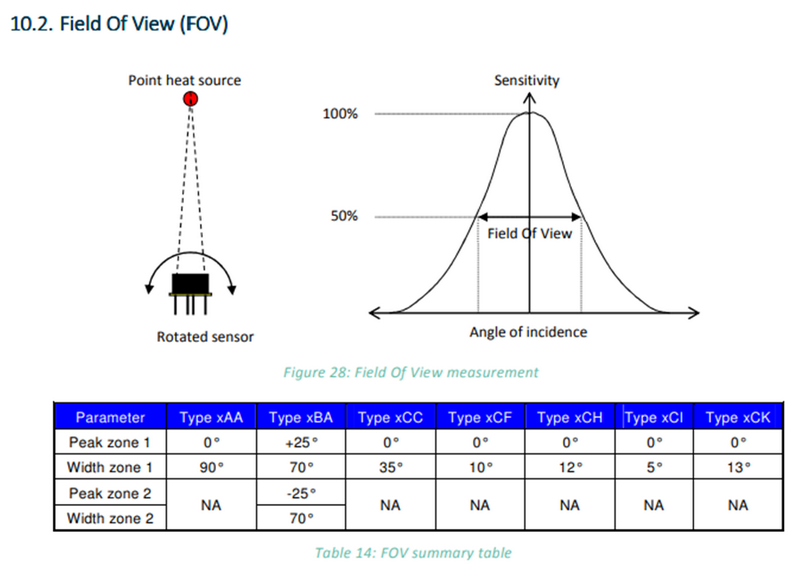 10.2. Field Of View (FOV)
Point heat source
Sensitivity
100%
50%
Field Of View
Rotated sensor
Angle of incidence
Figure 28: Field Of View measurement
Parameter Type xAA Type xBA Type xCC Type xCF Type xCH Type xCI Type xCK
Peak zone 1 0° +25° 0° 0° 0° 0° 0°
Width zone 1 90° 70° 35° 10° 12° 5° 13°
Peak zone 2 NA -25° NA NA NA NA NA
Width zone 2 70°
Table 14: FOV summary table